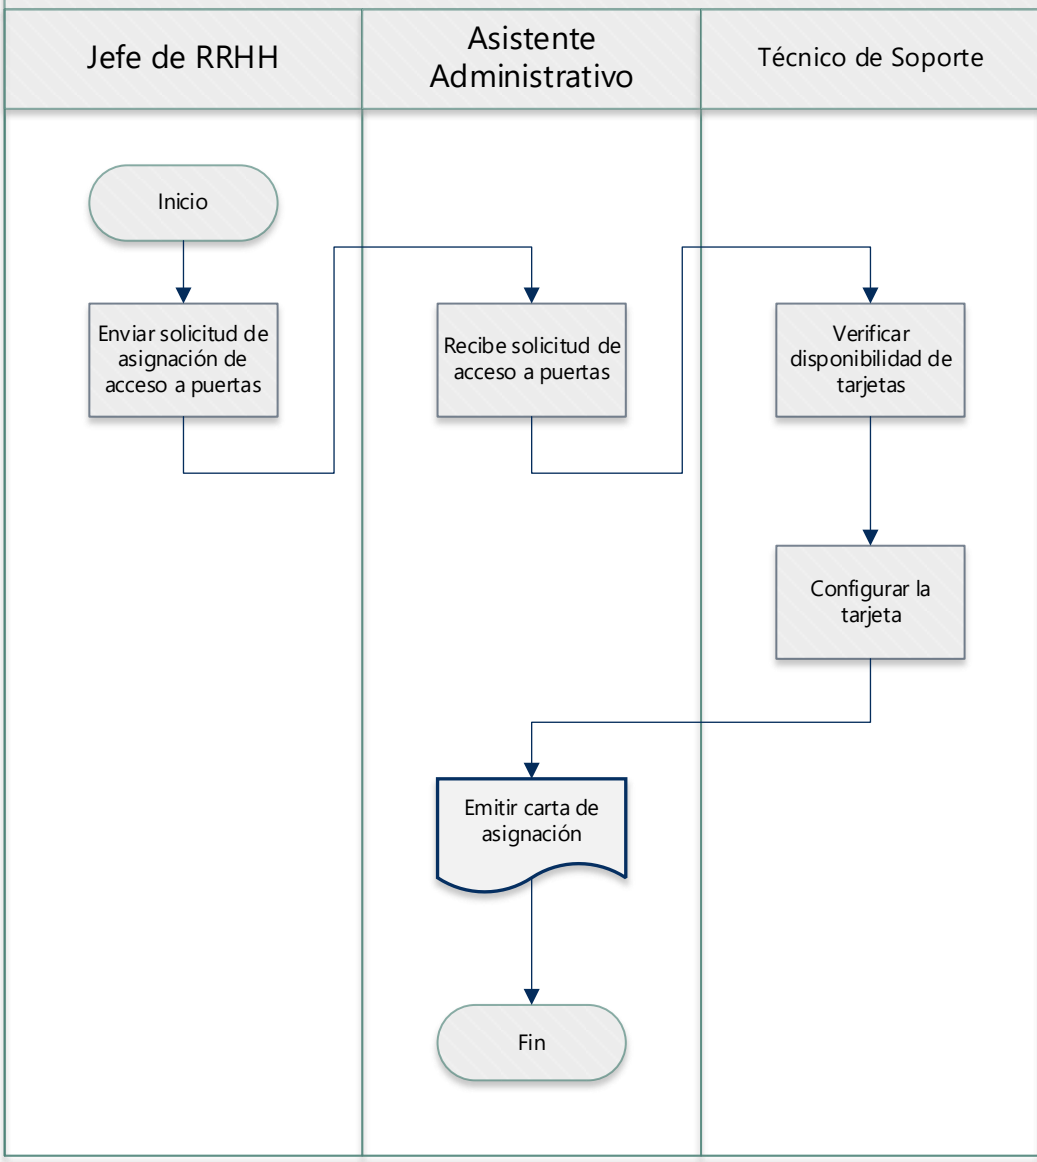 Jefe de RRHH
Asistente
Administrativo
Técnico de Soporte
Inicio
Enviar solicitud de
asignación de
acceso a puertas
Recibe solicitud de
acceso a puertas
Verificar
disponibilidad de
tarjetas
Configurar la
tarjeta
Emitir carta de
asignación
Fin